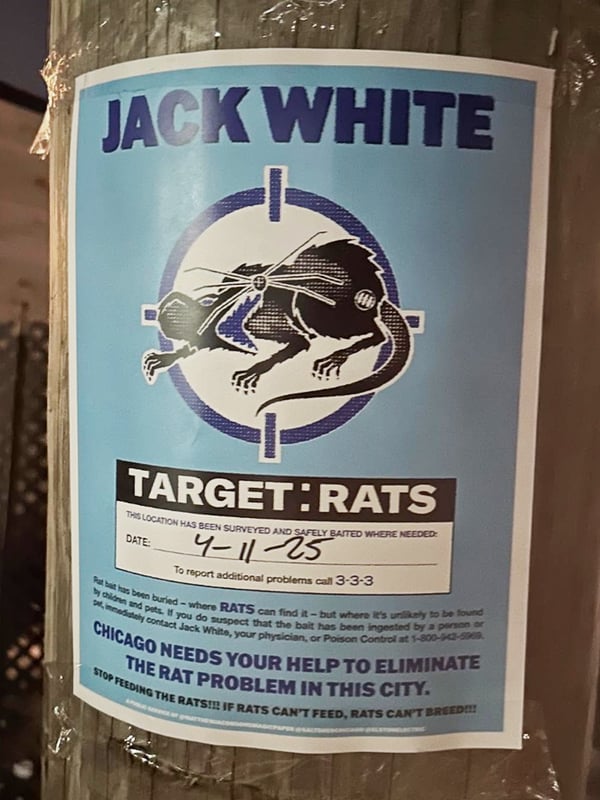 JACK WHITE
TARGET:RATS
THIS LOCATION HAS BEEN SURVEYED AND SAFELY BAITED WHERE NEEDED:
DATE: 4-11-25
To report additional problems call 3-3-3
Rat bait has been buried – where RATS can find it – but where it's unlikely to be found
by children and pets. If you do suspect that the bait has been ingested by a person or
pet, immediately contact Jack White, your physician, or Poison Control at 1-800-942-5969.
CHICAGO NEEDS YOUR HELP TO ELIMINATE
THE RAT PROBLEM IN THIS CITY.
STOP FEEDING THE RATS!!! IF RATS CAN'T FEED, RATS CAN'T BREED!!!
A PUBLIC SERVICE OF